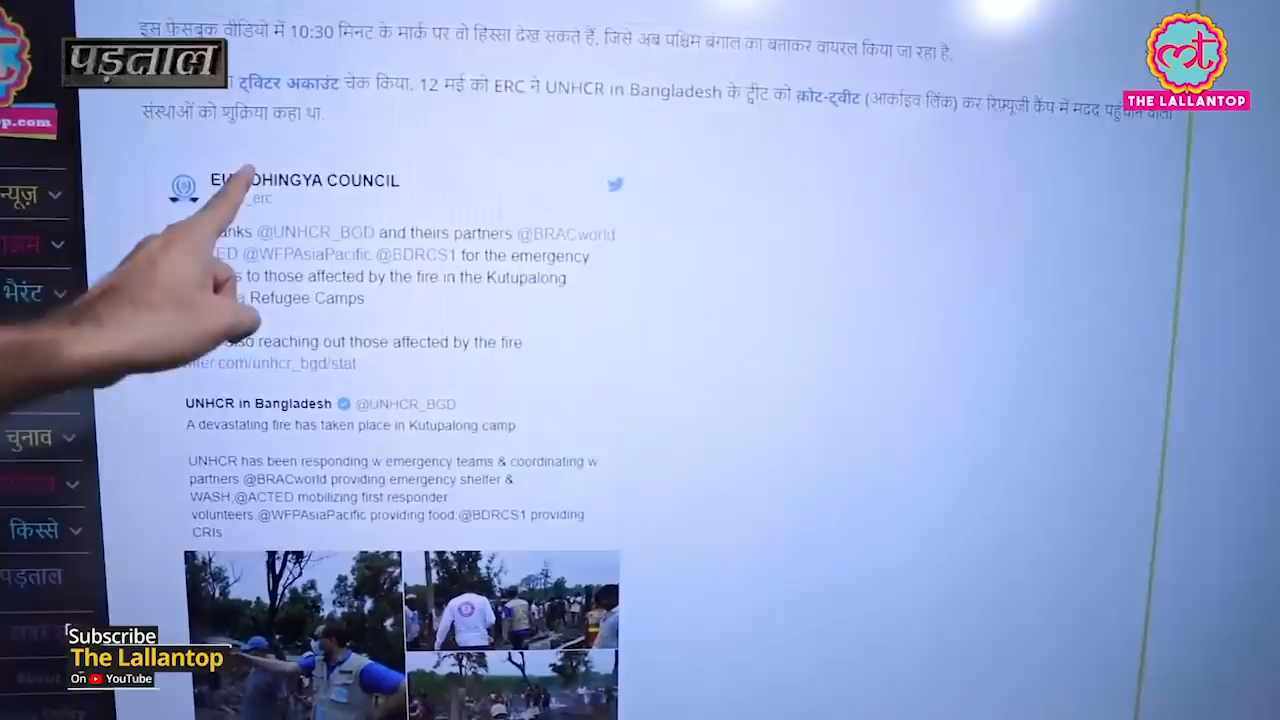 इस फेसबुक वीडियो में 10:30 मिनट के मार्क पर वो हिस्सा देख सकते हैं, जिसे अब पश्चिम बंगाल का बताकर वायरल किया जा रहा है.
पड़ताल
THE LALLANTOP
ट्विटर अकाउंट चेक किया. 12 मई को ERC ने UNHCR in Bangladesh के ट्वीट को क़ोट-ट्वीट (आर्काइव लिंक) कर रिफ़्यूजी कैंप में मदद पहुंचाने वाली
संस्थाओं को शुक्रिया कहा था.
p.com
COUNCIL
_erc
@UNHCR_BGD and theirs partners @BRACworld
@WFPAsiaPacific @BDRCS1 for the emergency
to those affected by the fire in the Kutupalong
Refugee Camps
reaching out those affected by the fire
com/unhcr_bgd/stat
UNHCR in Bangladesh @UNHCR_BGD
A devastating fire has taken place in Kutupalong camp
UNHCR has been responding w emergency teams & coordinating w
partners @BRACworld providing emergency shelter &
WASH;@ACTED mobilizing first responder
volunteers.@WFPAsiaPacific providing food:@BDRCS1 providing
CRIs
न्यूज़
भैरंट
चुनाव
किस्से
पड़ताल
Subscribe
The Lallantop
On YouTube